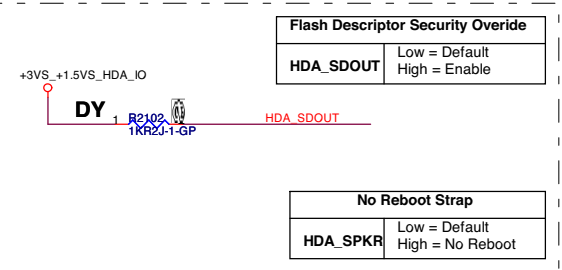 Flash Descriptor Security Overide
HDA_SDOUT
Low = Default
High = Enable
+3VS_+1.5VS_HDA_IO
DY
1
R2102
HDA_SDOUT
1KR2J-1-GP
No Reboot Strap
HDA_SPKR
Low = Default
High = No Reboot